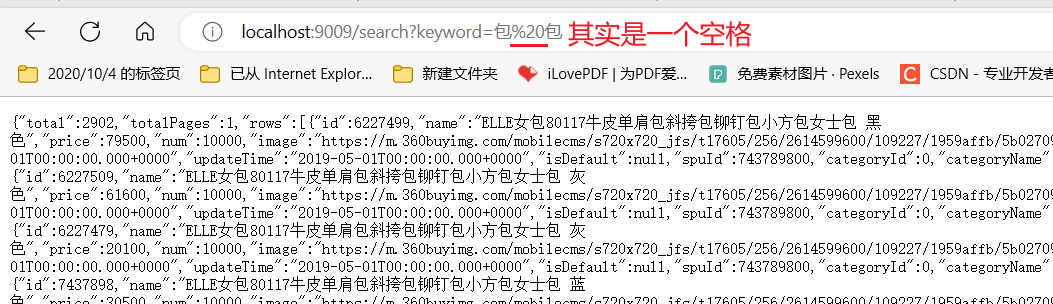 localhost:9009/search?keyword=包%20包 其实是一个空格
2020/10/4 的标签页 已从 Internet Explor... 新建文件夹 iLovePDF | 为PDF爱... 免费素材图片 · Pexels CSDN - 专业开发者
{"total":2902,"totalPages":1,"rows":[{"id":6227499,"name":"ELLE女包80117牛皮单肩包斜挎包铆钉包小方包女士包 黑
色","price":79500,"num":10000,"image":"https://m.360buyimg.com/mobilecms/s720x720_jfs/t17605/256/2614599600/109227/1959affb/5b0270
01T00:00:00.000+0000","updateTime":"2019-05-01T00:00:00.000+0000","isDefault":null,"spuId":743789800,"categoryId":0,"categoryName"
{"id":6227509,"name":"ELLE女包80117牛皮单肩包斜挎包铆钉包小方包女士包 灰
色","price":61600,"num":10000,"image":"https://m.360buyimg.com/mobilecms/s720x720_jfs/t17605/256/2614599600/109227/1959affb/5b0270
01T00:00:00.000+0000","updateTime":"2019-05-01T00:00:00.000+0000","isDefault":null,"spuId":743789800,"categoryId":0,"categoryName"
{"id":6227479,"name":"ELLE女包80117牛皮单肩包斜挎包铆钉包小方包女士包 灰
色","price":20100,"num":10000,"image":"https://m.360buyimg.com/mobilecms/s720x720_jfs/t17605/256/2614599600/109227/1959affb/5b0270
01T00:00:00.000+0000","updateTime":"2019-05-01T00:00:00.000+0000","isDefault":null,"spuId":743789800,"categoryId":0,"categoryName"
{"id":7437898,"name":"ELLE女包80117牛皮单肩包斜挎包铆钉包小方包女士包 蓝